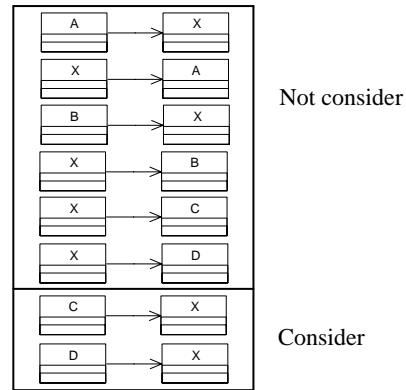 A X
X A
Not consider
B X
X B
X C
X D
C X
Consider
D X